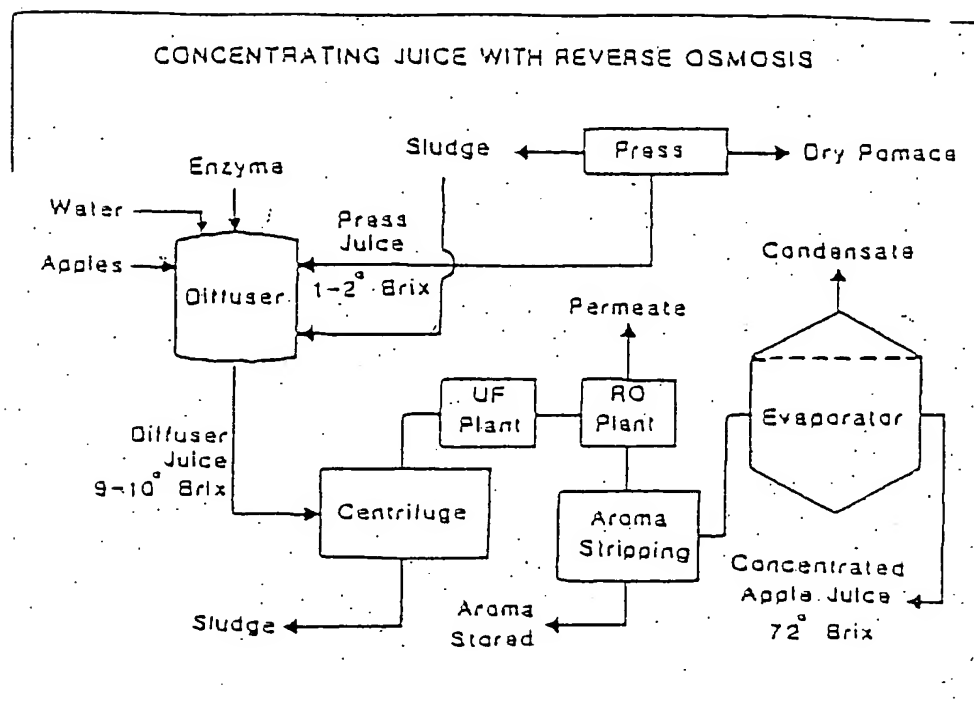 CONCENTRATING JUICE WITH REVERSE OSMOSIS
Sludge
Press
Dry Pomace
Enzyma
Water
Press
Juice
Apples
1-2° Brix
Diffuser
Condensate
Permeate
UF
Plant
RO
Plant
Evaporator
Diffuser
Juice
9-10° Brix
Centrifuge
Aroma
Stripping
Concentrated
Apple Juice
72° Brix
Sludge
Aroma
Stored